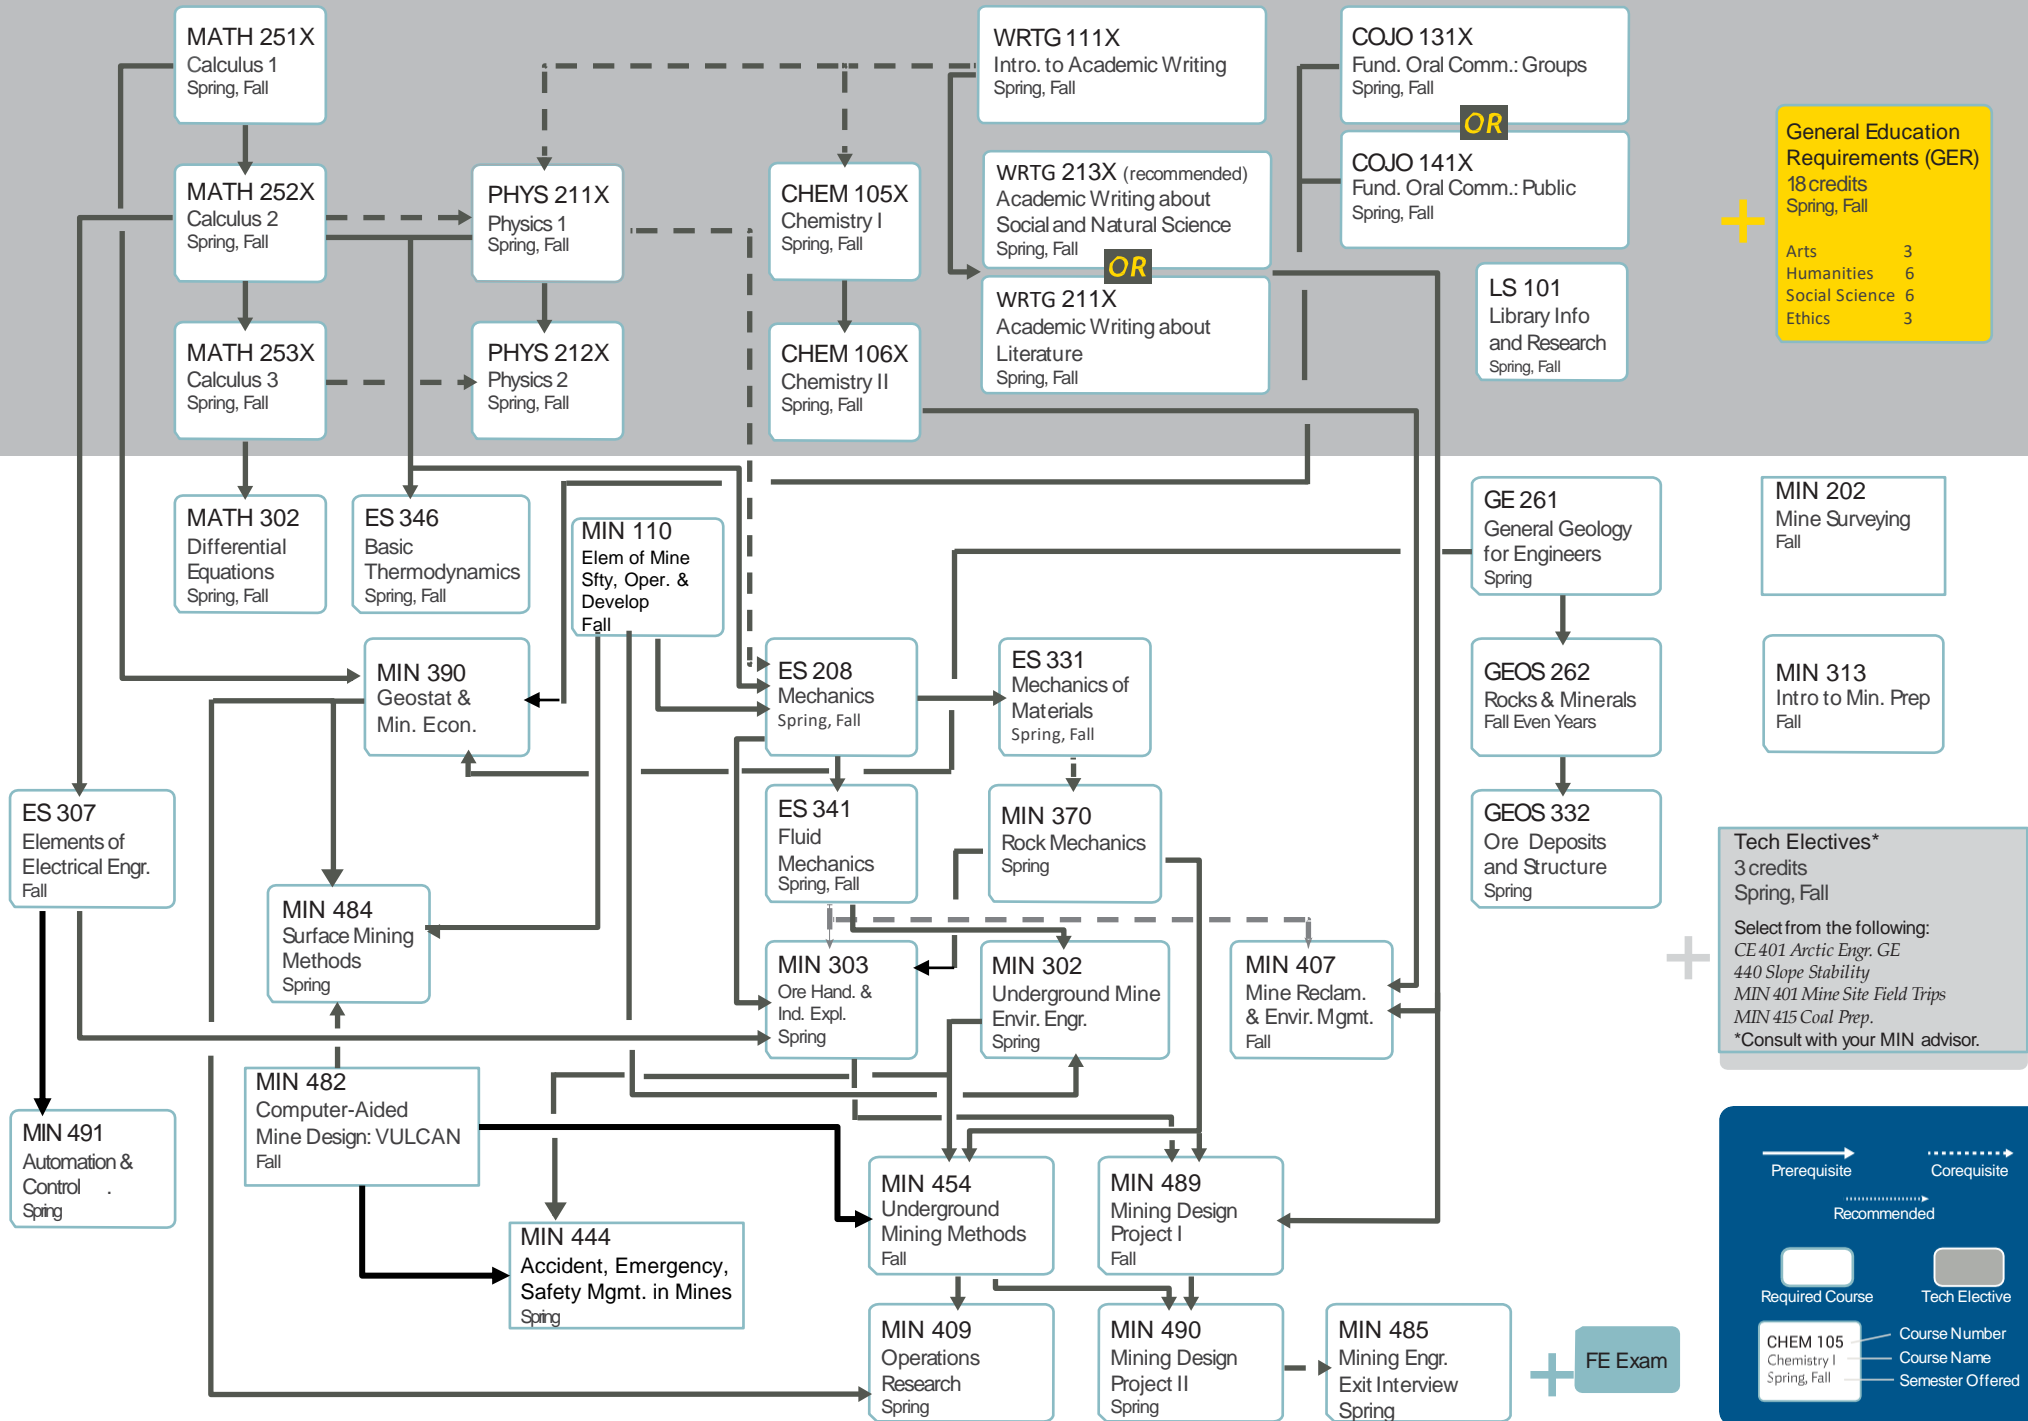 MATH 251X
Calculus 1
Spring, Fall
WRTG 111X
Intro. to Academic Writing
Spring, Fall
COJO 131X
Fund. Oral Comm.: Groups
Spring, Fall
OR
COJO 141X
Fund. Oral Comm.: Public
Spring, Fall
General Education
Requirements (GER)
18 credits
Spring, Fall
Arts 3
Humanities 6
Social Science 6
Ethics 3
MATH 252X
Calculus 2
Spring, Fall
PHYS 211X
Physics 1
Spring, Fall
CHEM 105X
Chemistry I
Spring, Fall
WRTG 213X (recommended)
Academic Writing about
Social and Natural Science
Spring, Fall
OR
WRTG 211X
Academic Writing about
Literature
Spring, Fall
LS 101
Library Info
and Research
Spring, Fall
MATH 253X
Calculus 3
Spring, Fall
PHYS 212X
Physics 2
Spring, Fall
CHEM 106X
Chemistry II
Spring, Fall
MATH 302
Differential
Equations
Spring, Fall
ES 346
Basic
Thermodynamics
Spring, Fall
MIN 110
Elem of Mine
Sfty, Oper. &
Develop
Fall
GE 261
General Geology
for Engineers
Spring
MIN 202
Mine Surveying
Fall
MIN 390
Geostat &
Min. Econ.
ES 208
Mechanics
Spring, Fall
ES 331
Mechanics of
Materials
Spring, Fall
GEOS 262
Rocks & Minerals
Fall Even Years
MIN 313
Intro to Min. Prep
Fall
ES 307
Elements of
Electrical Engr.
Fall
ES 341
Fluid
Mechanics
Spring, Fall
MIN 370
Rock Mechanics
Spring
GEOS 332
Ore Deposits
and Structure
Spring
Tech Electives*
3 credits
Spring, Fall
Select from the following:
CE 401 Arctic Engr. GE
440 Slope Stability
MIN 401 Mine Site Field Trips
MIN 415 Coal Prep.
*Consult with your MIN advisor.
MIN 484
Surface Mining
Methods
Spring
MIN 303
Ore Hand. &
Ind. Expl.
Spring
MIN 302
Underground Mine
Envir. Engr.
Spring
MIN 407
Mine Reclam.
& Envir. Mgmt.
Fall
MIN 482
Computer-Aided
Mine Design: VULCAN
Fall
MIN 491
Automation &
Control .
Spring
MIN 444
Accident, Emergency,
Safety Mgmt. in Mines
Spring
MIN 454
Underground
Mining Methods
Fall
MIN 489
Mining Design
Project I
Fall
MIN 409
Operations
Research
Spring
MIN 490
Mining Design
Project II
Spring
MIN 485
Mining Engr.
Exit Interview
Spring
FE Exam
Prerequisite
Corequisite
Recommended
Required Course
Tech Elective
CHEM 105
Chemistry I
Spring, Fall
Course Number
Course Name
Semester Offered